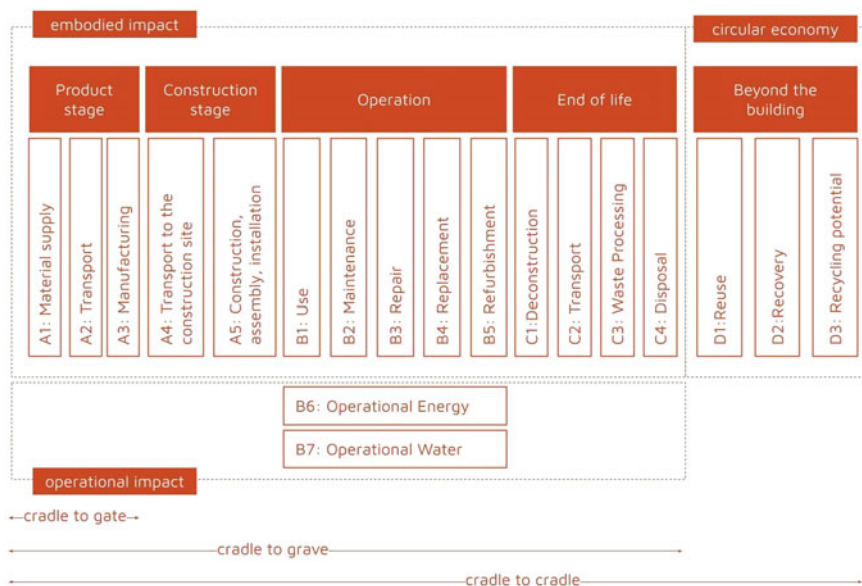 embodied impact
circular economy
Product
stage
Construction
stage
Operation
End of life
Beyond the
building
A1: Material supply
A2: Transport
A3: Manufacturing
A4: Transport to the
construction site
A5: Construction,
assembly, installation
B1: Use
B2: Maintenance
B3: Repair
B4: Replacement
B5: Refurbishment
C1:Deconstruction
C2: Transport
C3: Waste Processing
C4: Disposal
D1:Reuse
D2:Recovery
D3: Recycling potential
B6: Operational Energy
B7: Operational Water
operational impact
cradle to gate
cradle to grave
cradle to cradle